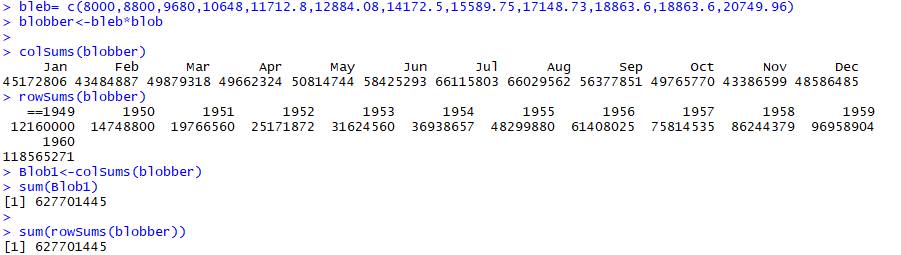 > bleb= c(8000,8800,9680,10648,11712.8,12884.08,14172.5,15589.75,17148.73,18863.6,18863.6,20749.96)
> blobber<-bleb*blob
>
> colSums(blobber)
Jan Feb Mar Apr May Jun Jul Aug Sep Oct Nov Dec
45172806 43484887 49879318 49662324 50814744 58425293 66115803 66029562 56377851 49765770 43386599 48586485
> rowSums(blobber)
==1949 1950 1951 1952 1953 1954 1955 1956 1957 1958 1959
12160000 14748800 19766560 25171872 31624560 36938657 48299880 61408025 75814535 86244379 96958904
1960
118565271
> Blob1<-colSums(blobber)
> sum(Blob1)
[1] 627701445
>
> sum(rowSums(blobber))
[1] 627701445